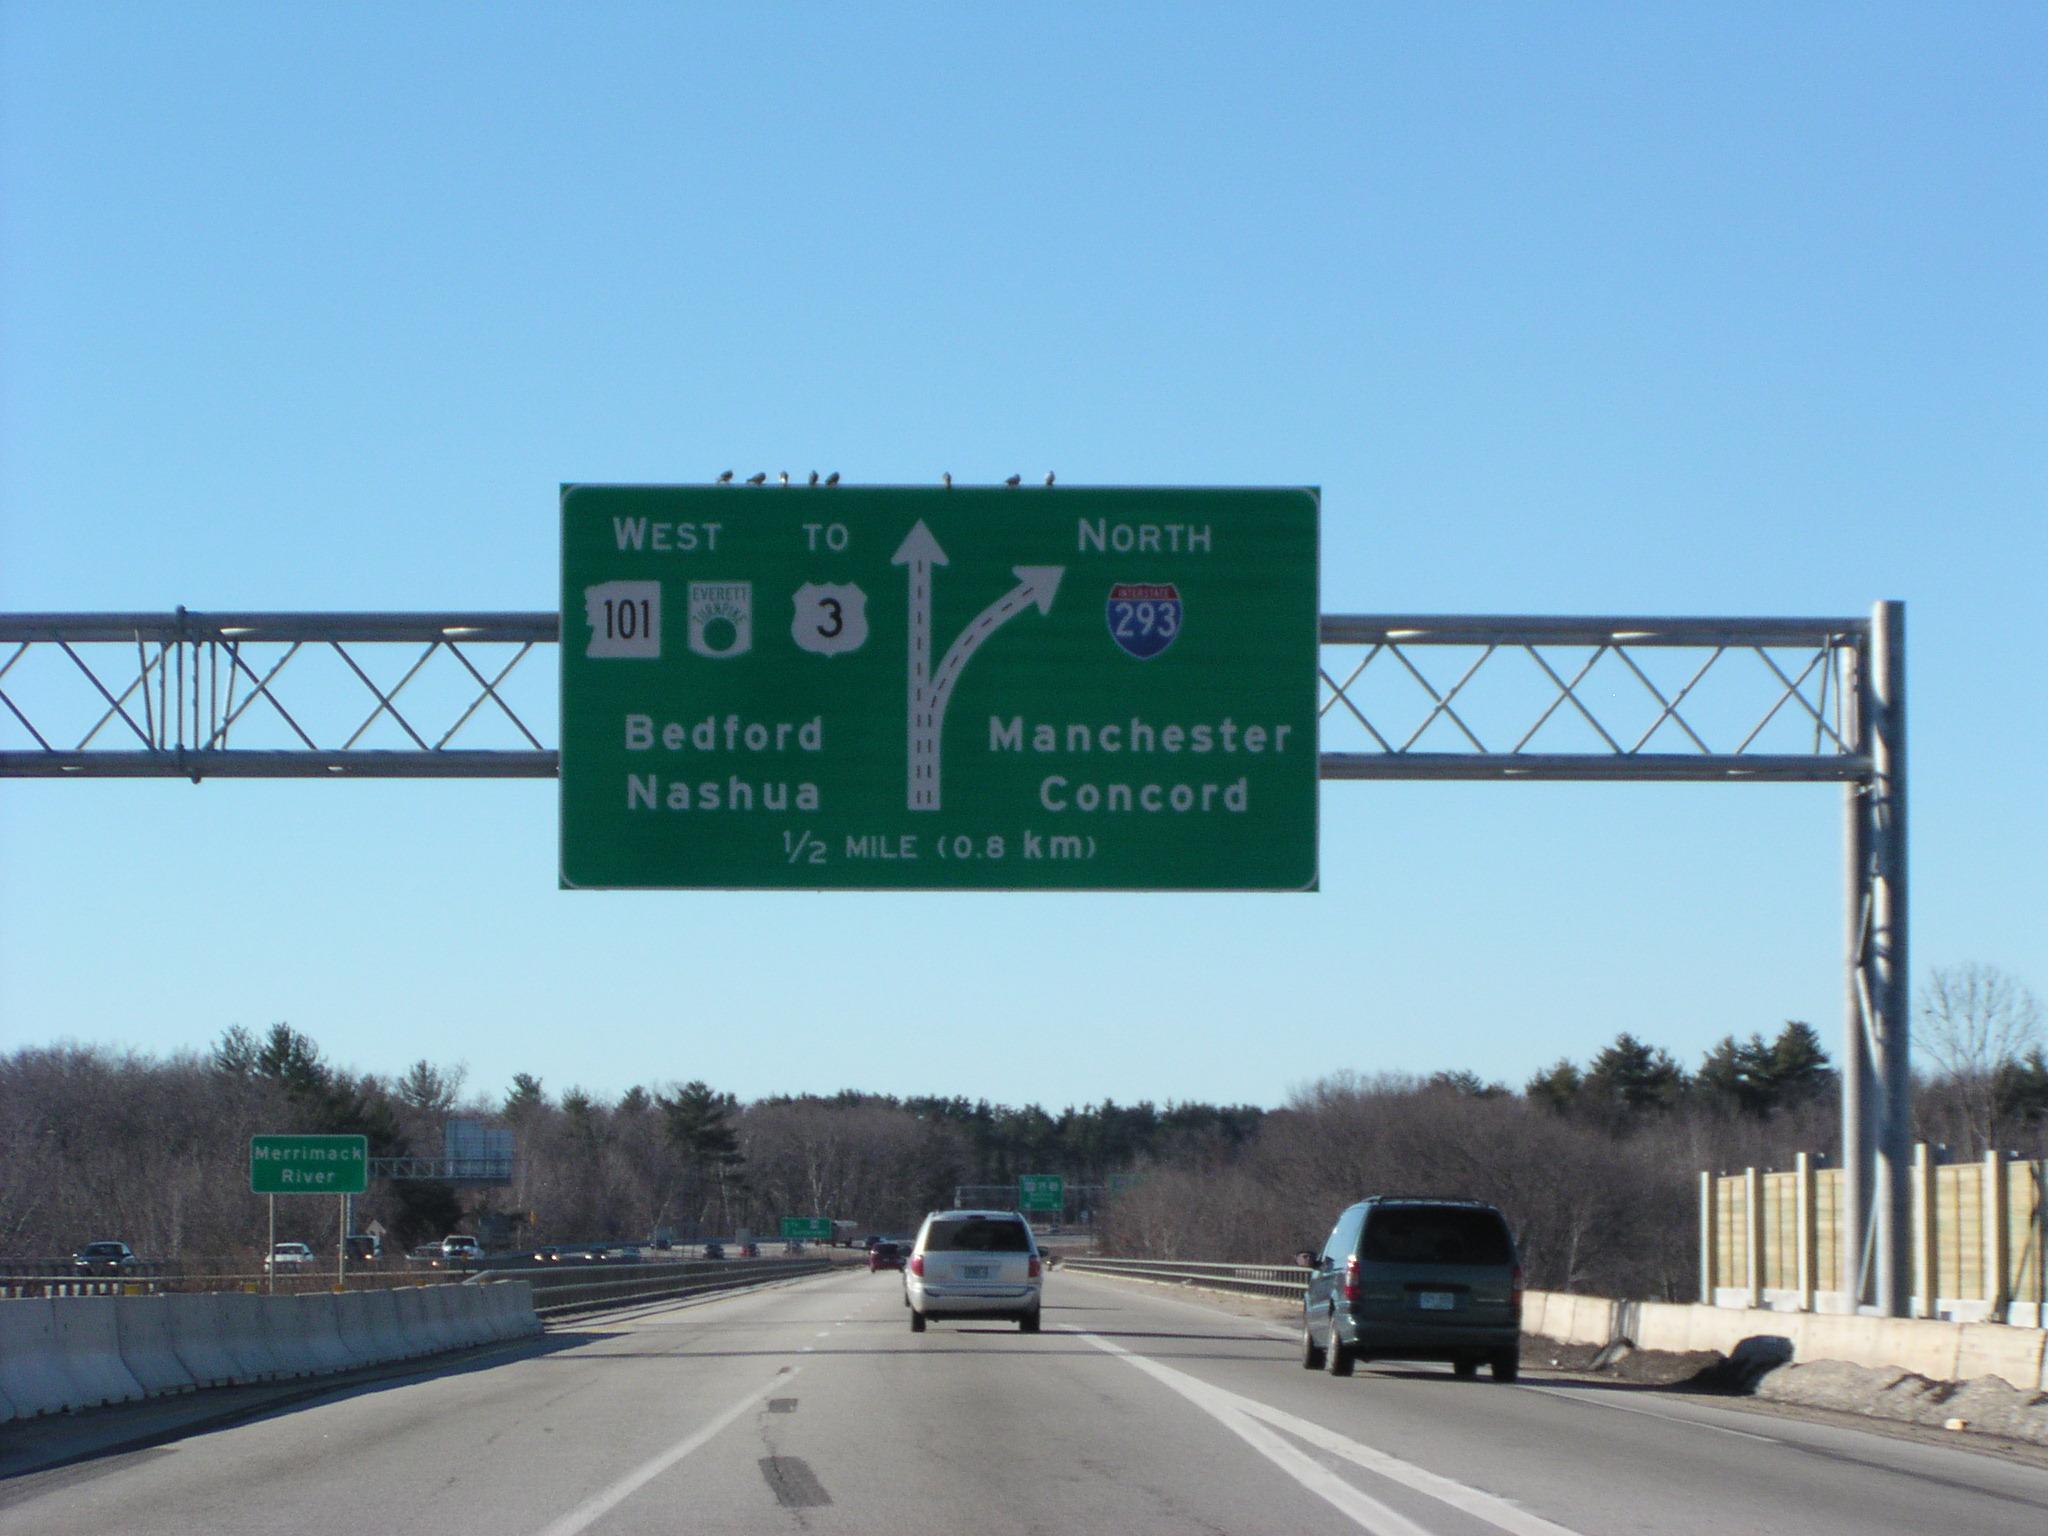 WEST TO NORTH
101 EVERETT TURNPIKE 3 INTERSTATE 293
Bedford Manchester
Nashua Concord
1/2 MILE (0.8 km)
Merrimack
River